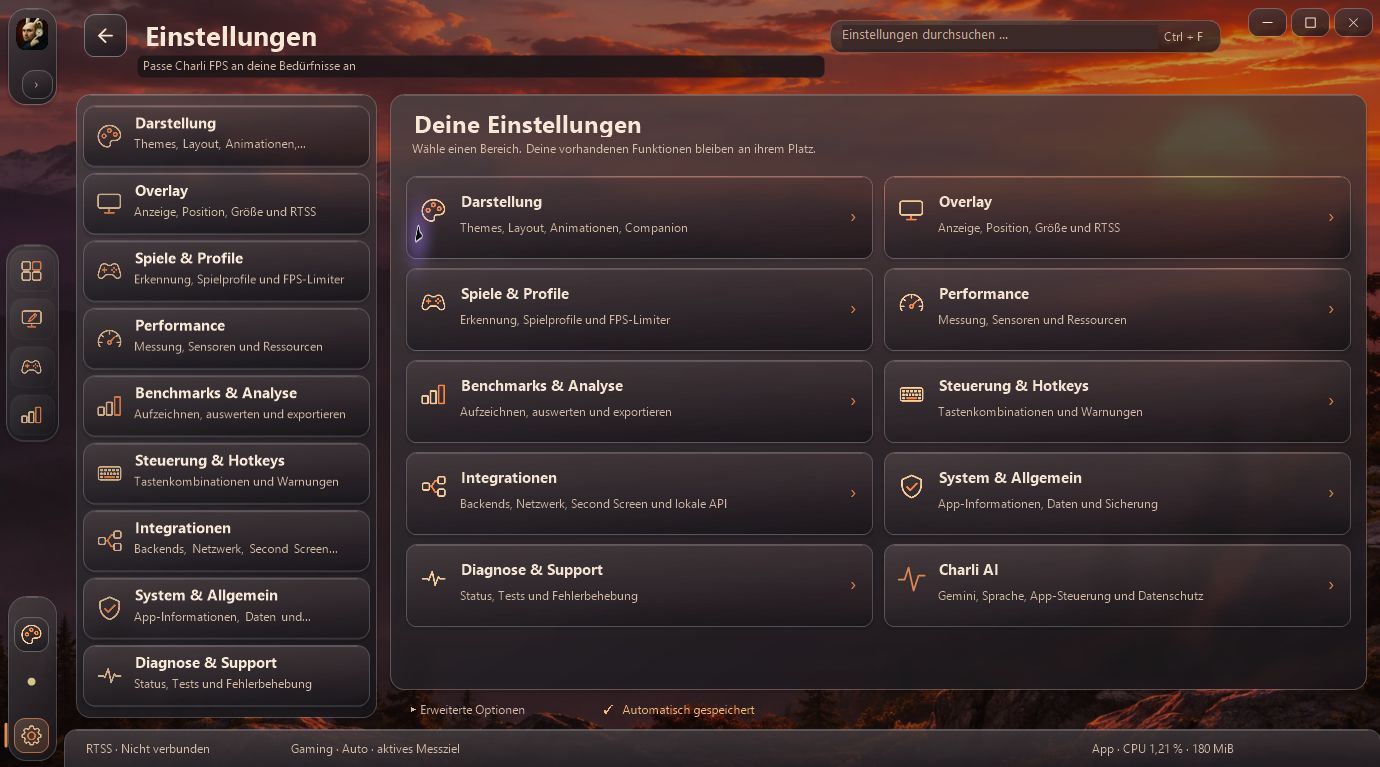 Einstellungen
Passe Charli FPS an deine Bedürfnisse an
Einstellungen durchsuchen ...
Ctrl + F
Darstellung
Themes, Layout, Animationen,...
Overlay
Anzeige, Position, Größe und RTSS
Spiele & Profile
Erkennung, Spielprofile und FPS-Limiter
Performance
Messung, Sensoren und Ressourcen
Benchmarks & Analyse
Aufzeichnen, auswerten und exportieren
Steuerung & Hotkeys
Tastenkombinationen und Warnungen
Integrationen
Backends, Netzwerk, Second Screen...
System & Allgemein
App-Informationen, Daten und...
Diagnose & Support
Status, Tests und Fehlerbehebung
Deine Einstellungen
Wähle einen Bereich. Deine vorhandenen Funktionen bleiben an ihrem Platz.
Darstellung
Themes, Layout, Animationen, Companion
Overlay
Anzeige, Position, Größe und RTSS
Spiele & Profile
Erkennung, Spielprofile und FPS-Limiter
Performance
Messung, Sensoren und Ressourcen
Benchmarks & Analyse
Aufzeichnen, auswerten und exportieren
Steuerung & Hotkeys
Tastenkombinationen und Warnungen
Integrationen
Backends, Netzwerk, Second Screen und lokale API
System & Allgemein
App-Informationen, Daten und Sicherung
Diagnose & Support
Status, Tests und Fehlerbehebung
Charli AI
Gemini, Sprache, App-Steuerung und Datenschutz
▸ Erweiterte Optionen
✓ Automatisch gespeichert
RTSS · Nicht verbunden
Gaming · Auto · aktives Messziel
App · CPU 1,21 % · 180 MiB